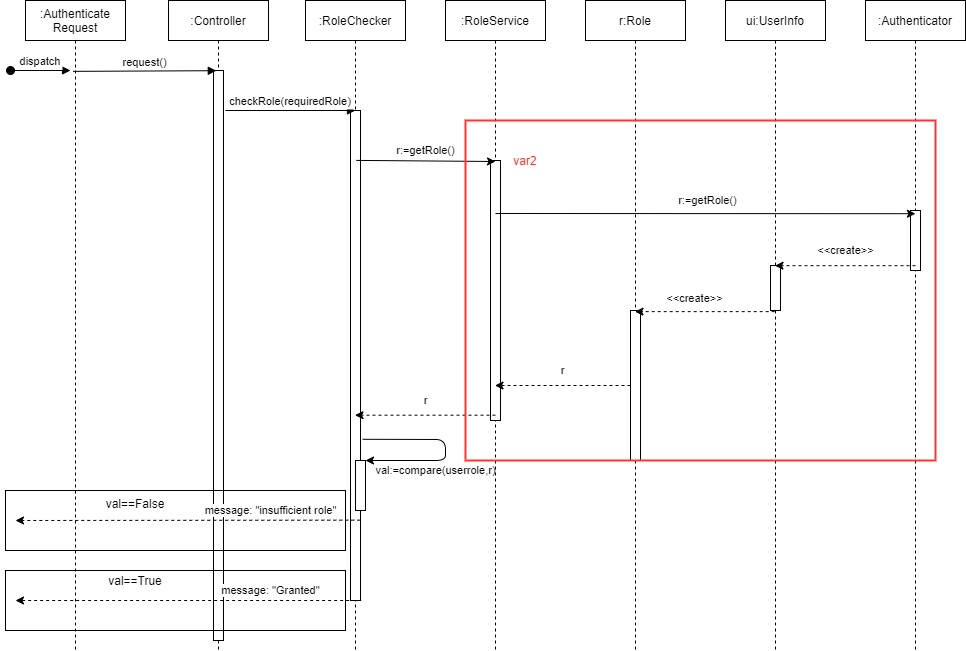 :Authenticate
Request
:Controller
:RoleChecker
:RoleService
r:Role
ui:UserInfo
:Authenticator
dispatch
request()
checkRole(requiredRole)
r:=getRole()
var2
r:=getRole()
<<create>>
<<create>>
r
r
val:=compare(userrole,r)
val==False
message: "insufficient role"
val==True
message: "Granted"